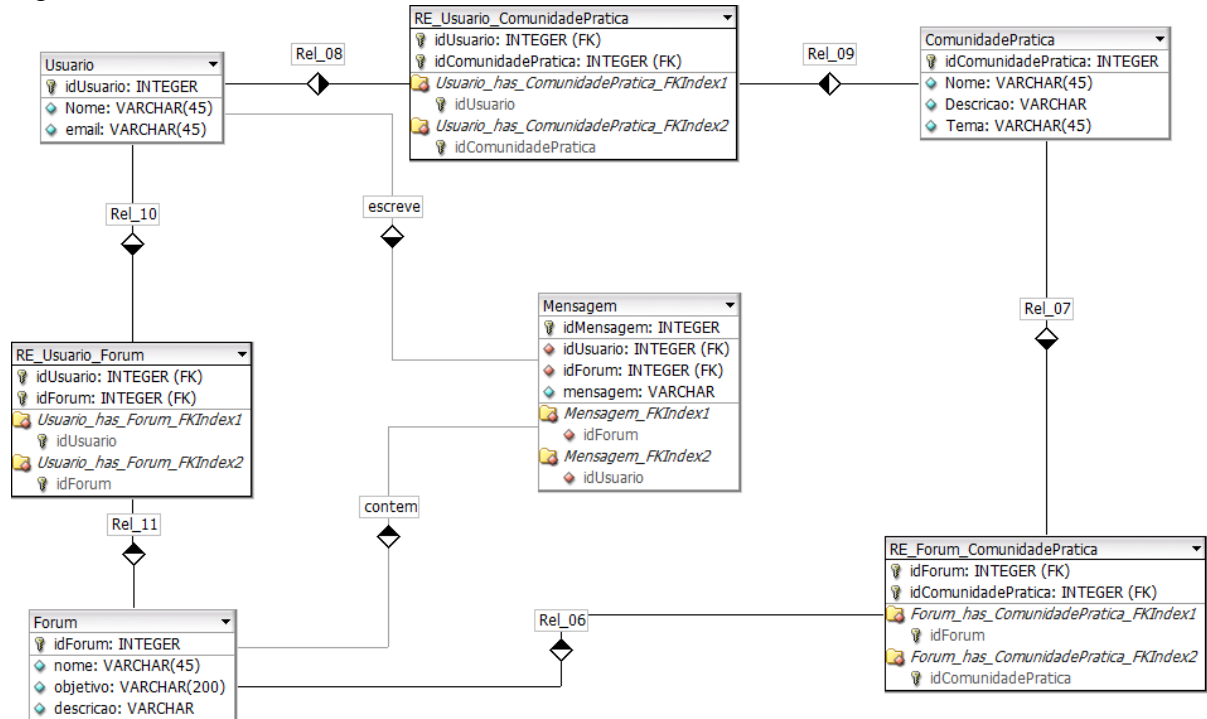 RE_Usuario_ComunidadePratica
idUsuario: INTEGER (FK)
idComunidadePratica: INTEGER (FK)
Usuario_has_ComunidadePratica_FKIndex1
idUsuario
Usuario_has_ComunidadePratica_FKIndex2
idComunidadePratica
Usuario
idUsuario: INTEGER
Nome: VARCHAR(45)
email: VARCHAR(45)
Rel_08
Rel_09
ComunidadePratica
idComunidadePratica: INTEGER
Nome: VARCHAR(45)
Descricao: VARCHAR
Tema: VARCHAR(45)
Rel_10
escreve
Mensagem
idMensagem: INTEGER
idUsuario: INTEGER (FK)
idForum: INTEGER (FK)
mensagem: VARCHAR
Mensagem_FKIndex1
idForum
Mensagem_FKIndex2
idUsuario
Rel_07
RE_Usuario_Forum
idUsuario: INTEGER (FK)
idForum: INTEGER (FK)
Usuario_has_Forum_FKIndex1
idUsuario
Usuario_has_Forum_FKIndex2
idForum
Rel_11
contem
RE_Forum_ComunidadePratica
idForum: INTEGER (FK)
idComunidadePratica: INTEGER (FK)
Forum_has_ComunidadePratica_FKIndex1
idForum
Forum_has_ComunidadePratica_FKIndex2
idComunidadePratica
Forum
idForum: INTEGER
nome: VARCHAR(45)
objetivo: VARCHAR(200)
descricao: VARCHAR
Rel_06